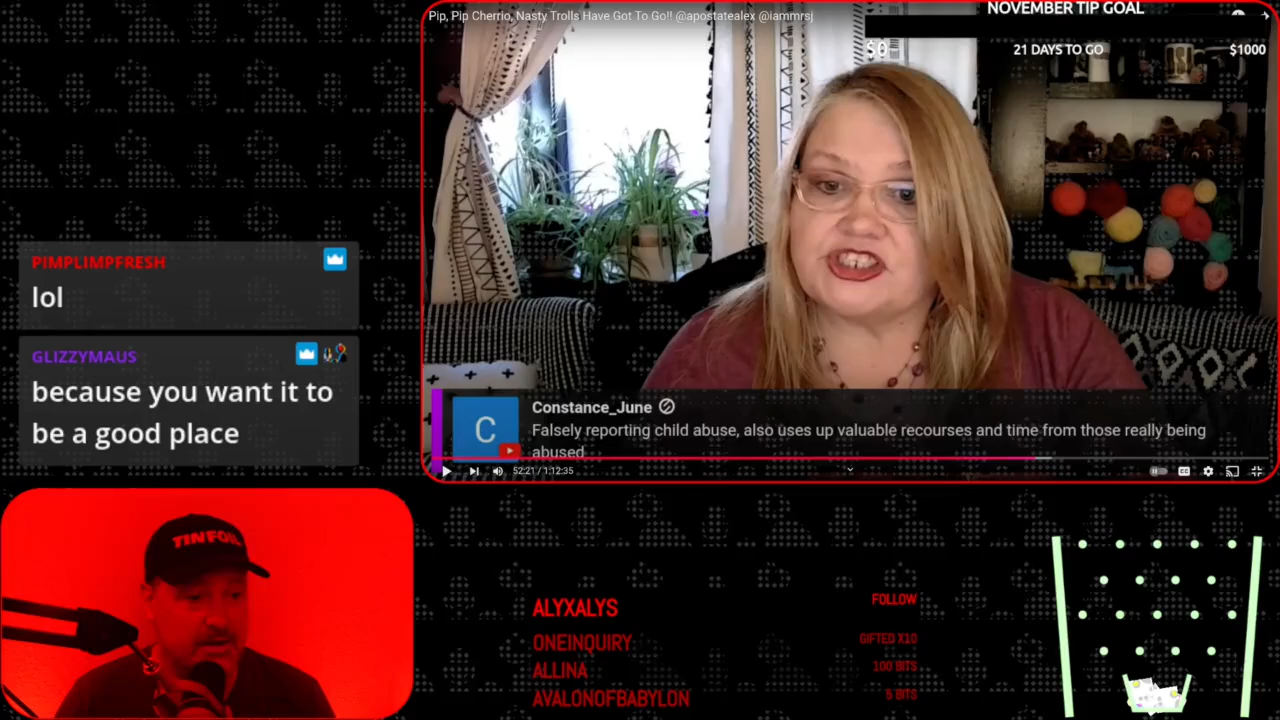 Pip, Pip Cherrio, Nasty Trolls Have Got To Go!! @apostatealex @iammrsj
NOVEMBER TIP GOAL
$0
21 DAYS TO GO
$1000
PIMPLIMPFRESH
lol
GLIZZYMAUS
because you want it to
be a good place
C
Constance_June
Falsely reporting child abuse, also uses up valuable recourses and time from those really being
abused
52:21 / 1:12:35
CC
TINFOIL
ALYXALYS
FOLLOW
ONEINQUIRY
GIFTED X10
ALLINA
100 BITS
AVALONOFBABYLON
5 BITS